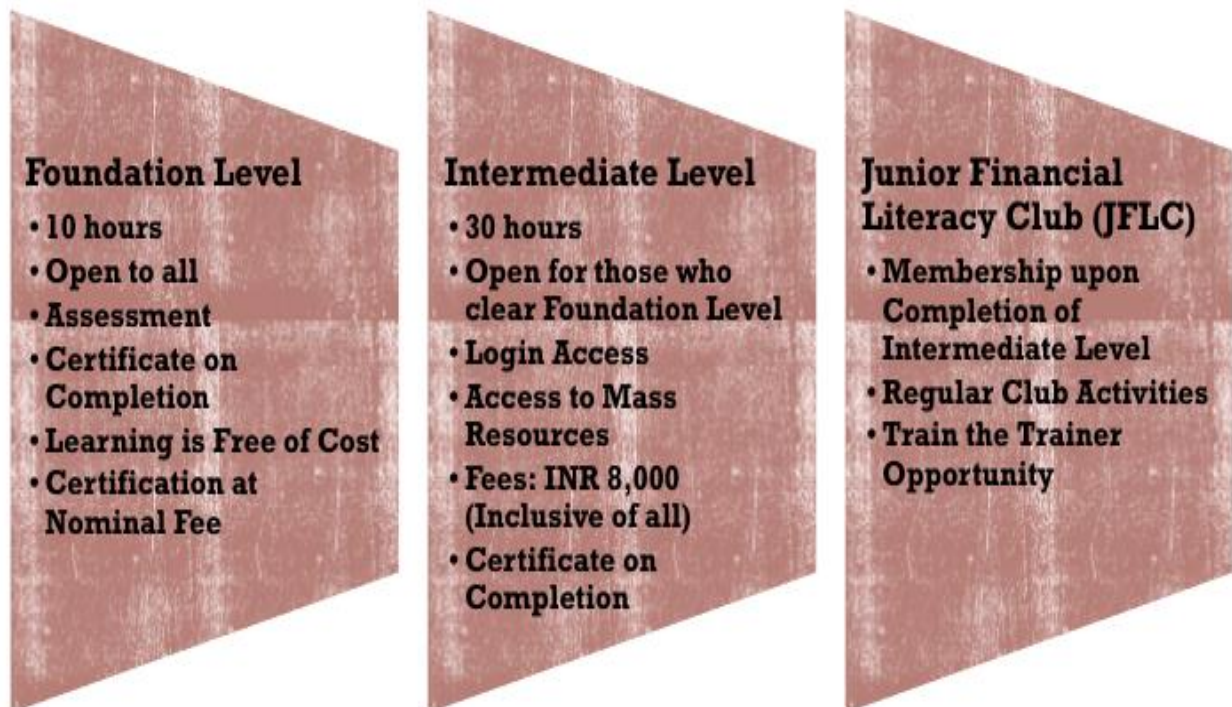 Foundation Level
• 10 hours
• Open to all
• Assessment
• Certificate on
Completion
• Learning is Free of Cost
• Certification at
Nominal Fee
Intermediate Level
• 30 hours
• Open for those who
clear Foundation Level
• Login Access
• Access to Mass
Resources
• Fees: INR 8,000
(Inclusive of all)
• Certificate on
Completion
Junior Financial
Literacy Club (JFLC)
• Membership upon
Completion of
Intermediate Level
• Regular Club Activities
• Train the Trainer
Opportunity